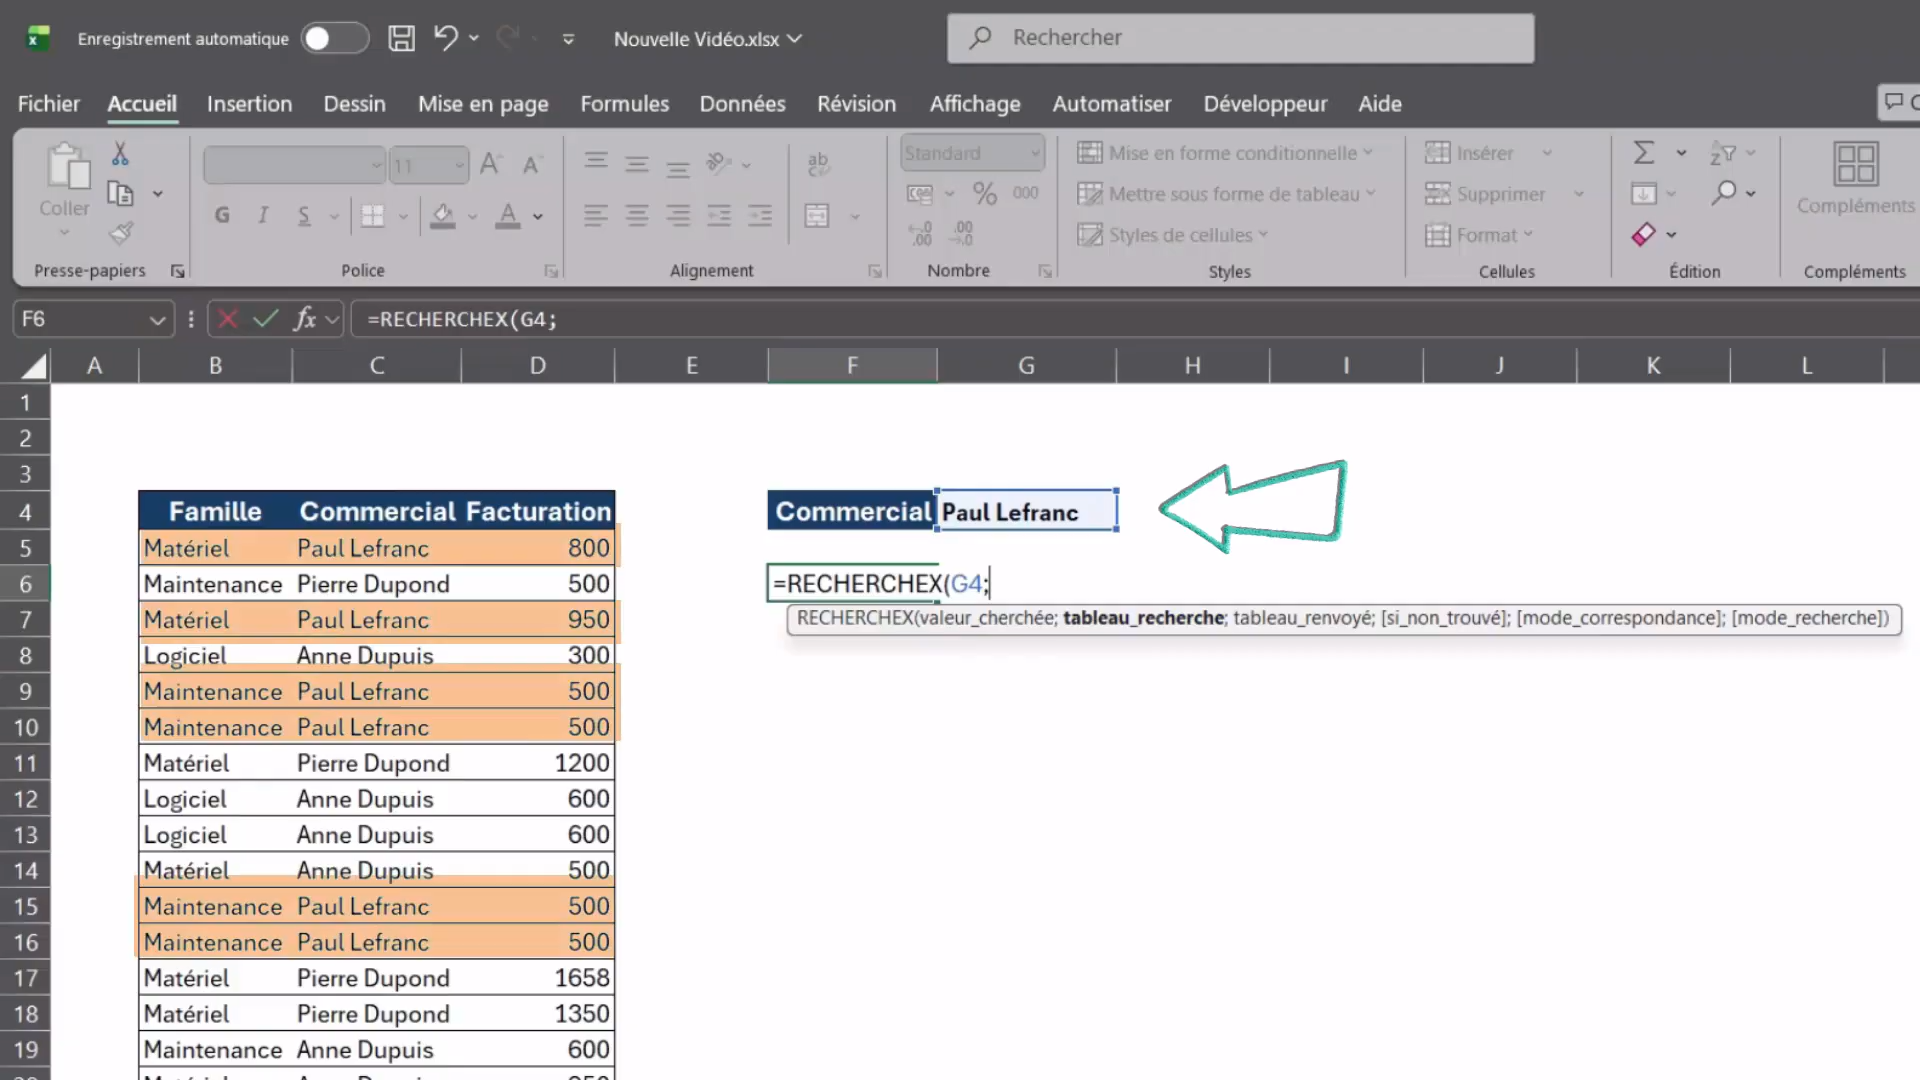 Enregistrement automatique Nouvelle Vidéo.xlsx Rechercher
Fichier Accueil Insertion Dessin Mise en page Formules Données Révision Affichage Automatiser Développeur Aide
Coller
Presse-papiers
11
G I S
Police
ab
Alignement
Standard
% 000
Nombre
Mise en forme conditionnelle
Mettre sous forme de tableau
Styles de cellules
Styles
Insérer
Supprimer
Format
Cellules
Édition
Compléments
Compléments
F6 fx =RECHERCHEX(G4;
A B C D E F G H I J K L
1
2
3
4 Famille Commercial Facturation Commercial Paul Lefranc
5 Matériel Paul Lefranc 800
6 Maintenance Pierre Dupond 500 =RECHERCHEX(G4;
RECHERCHEX(valeur_cherchée; tableau_recherche; tableau_renvoyé; [si_non_trouvé]; [mode_correspondance]; [mode_recherche])
7 Matériel Paul Lefranc 950
8 Logiciel Anne Dupuis 300
9 Maintenance Paul Lefranc 500
10 Maintenance Paul Lefranc 500
11 Matériel Pierre Dupond 1200
12 Logiciel Anne Dupuis 600
13 Logiciel Anne Dupuis 600
14 Matériel Anne Dupuis 500
15 Maintenance Paul Lefranc 500
16 Maintenance Paul Lefranc 500
17 Matériel Pierre Dupond 1658
18 Matériel Pierre Dupond 1350
19 Maintenance Anne Dupuis 600